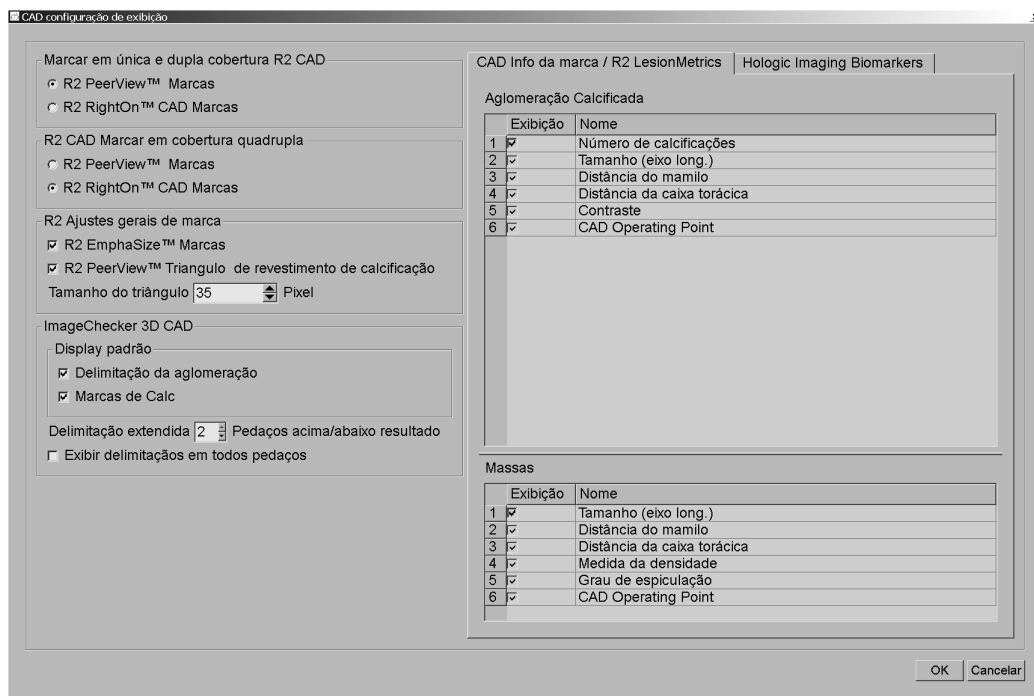 CAD configuração de exibição
Marcar em única e dupla cobertura R2 CAD
R2 PeerView™ Marcas
R2 RightOn™ CAD Marcas
R2 CAD Marcar em cobertura quadrupla
R2 PeerView™ Marcas
R2 RightOn™ CAD Marcas
R2 Ajustes gerais de marca
R2 EmphaSize™ Marcas
R2 PeerView™ Triangulo de revestimento de calcificação
Tamanho do triângulo 35 Pixel
ImageChecker 3D CAD
Display padrão
Delimitação da aglomeração
Marcas de Calc
Delimitação extendida 2 Pedaços acima/abaixo resultado
Exibir delimitaçãos em todos pedaços
CAD Info da marca / R2 LesionMetrics
Hologic Imaging Biomarkers
Aglomeração Calcificada
Exibição Nome
1 Número de calcificações
2 Tamanho (eixo long.)
3 Distância do mamilo
4 Distância da caixa torácica
5 Contraste
6 CAD Operating Point
Massas
Exibição Nome
1 Tamanho (eixo long.)
2 Distância do mamilo
3 Distância da caixa torácica
4 Medida da densidade
5 Grau de espiculação
6 CAD Operating Point
OK
Cancelar